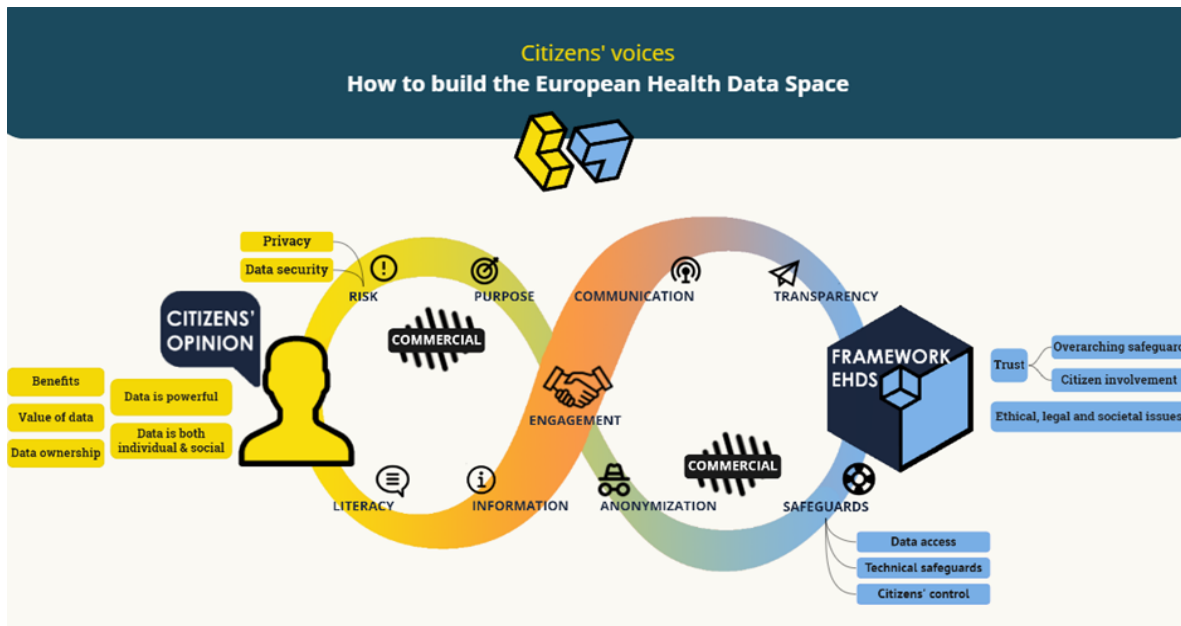 Citizens' voices
How to build the European Health Data Space
Privacy
Data security
RISK
PURPOSE
COMMUNICATION
TRANSPARENCY
CITIZENS'
OPINION
COMMERCIAL
FRAMEWORK
EHDS
Trust
Overarching safeguard
Citizen involvement
Ethical, legal and societal issues
Benefits
Value of data
Data ownership
Data is powerful
Data is both
individual & social
ENGAGEMENT
COMMERCIAL
LITERACY
INFORMATION
ANONYMIZATION
SAFEGUARDS
Data access
Technical safeguards
Citizens' control